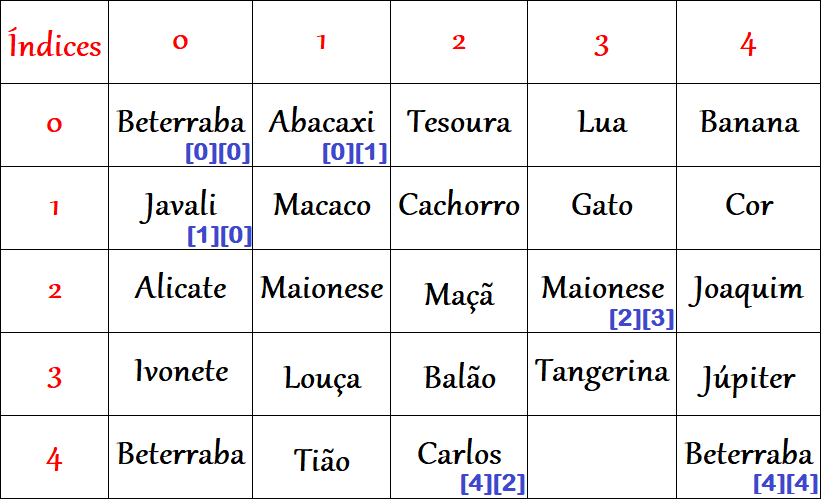 Índices 0 1 2 3 4
0 Beterraba Abacaxi Tesoura Lua Banana
[0][0] [0][1]
1 Javali Macaco Cachorro Gato Cor
[1][0]
2 Alicate Maionese Maçã Maionese Joaquim
[2][3]
3 Ivonete Louça Balão Tangerina Júpiter
4 Beterraba Tião Carlos Beterraba
[4][2] [4][4]